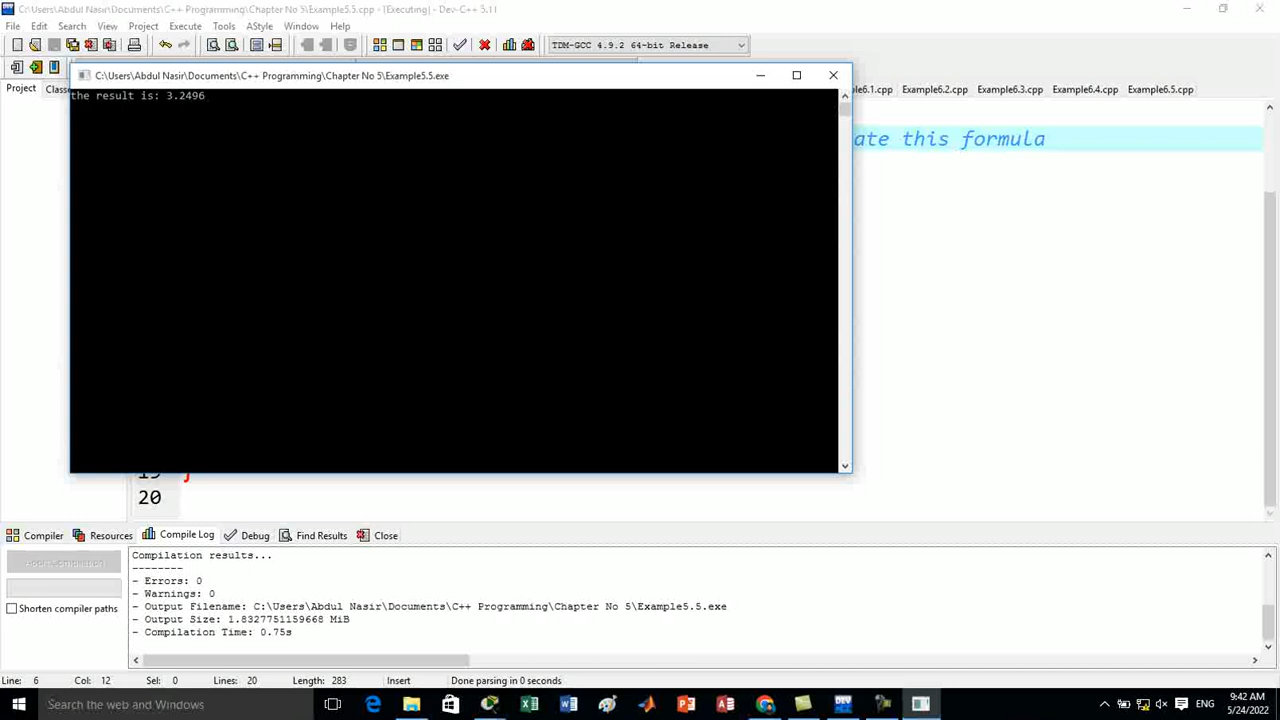 C:\Users\Abdul Nasir\Documents\C++ Programming\Chapter No 5\Example5.5.cpp - [Executing] - Dev-C++ 5.11
File Edit Search View Project Execute Tools AStyle Window Help
TDM-GCC 4.9.2 64-bit Release
C:\Users\Abdul Nasir\Documents\C++ Programming\Chapter No 5\Example5.5.exe
Project Classe le6.1.cpp Example6.2.cpp Example6.3.cpp Example6.4.cpp Example6.5.cpp
the result is: 3.2496
ate this formula
19 }
20
Compiler Resources Compile Log Debug Find Results Close
Abort Compilation
Compilation results...
--------
- Errors: 0
- Warnings: 0
- Output Filename: C:\Users\Abdul Nasir\Documents\C++ Programming\Chapter No 5\Example5.5.exe
- Output Size: 1.8327751159668 MiB
- Compilation Time: 0.75s
Shorten compiler paths
Line: 6 Col: 12 Sel: 0 Lines: 20 Length: 283 Insert Done parsing in 0 seconds
Search the web and Windows
ENG
9:42 AM
5/24/2022